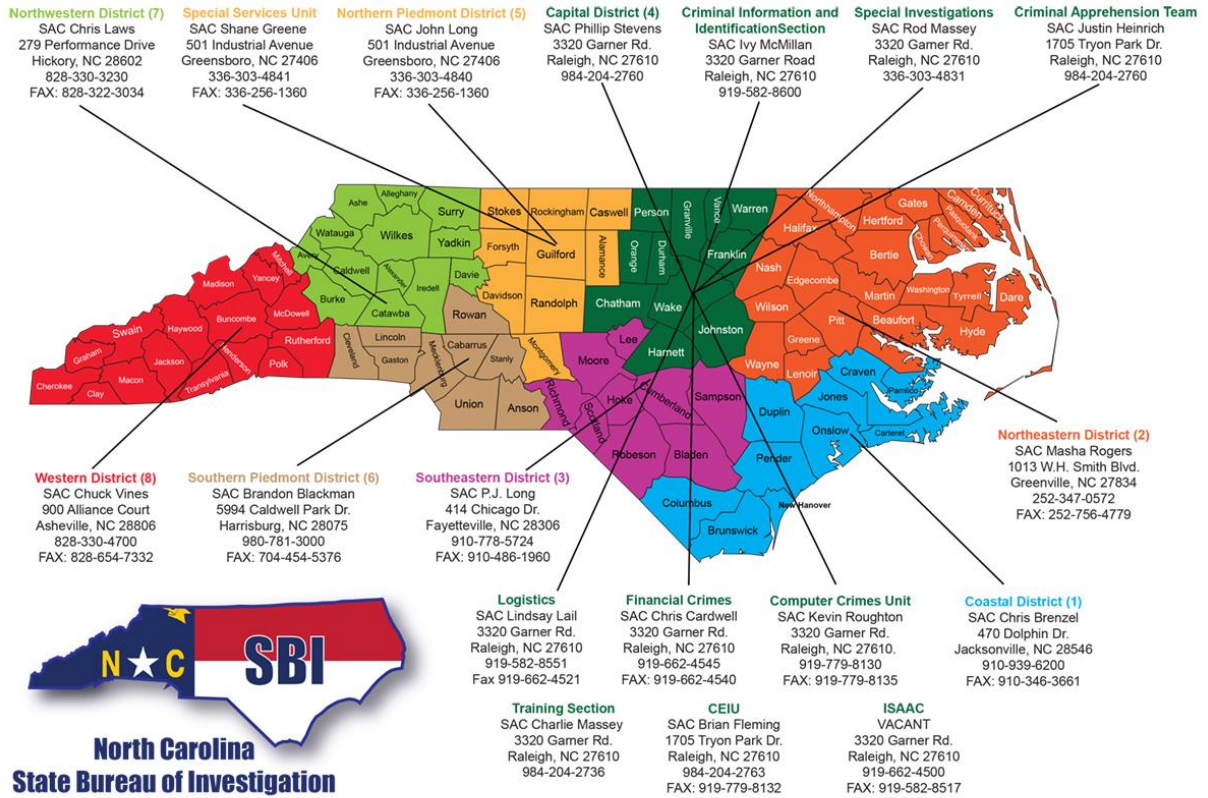 Northwestern District (7)
SAC Chris Laws
279 Performance Drive
Hickory, NC 28602
828-330-3230
FAX: 828-322-3034
Special Services Unit
SAC Shane Greene
501 Industrial Avenue
Greensboro, NC 27406
336-303-4841
FAX: 336-256-1360
Northern Piedmont District (5)
SAC John Long
501 Industrial Avenue
Greensboro, NC 27406
336-303-4840
FAX: 336-256-1360
Capital District (4)
SAC Phillip Stevens
3320 Garner Rd.
Raleigh, NC 27610
984-204-2760
Criminal Information and
IdentificationSection
SAC Ivy McMillan
3320 Garner Road
Raleigh, NC 27610
919-582-8600
Special Investigations
SAC Rod Massey
3320 Garner Rd.
Raleigh, NC 27610
336-303-4831
Criminal Apprehension Team
SAC Justin Heinrich
1705 Tryon Park Dr.
Raleigh, NC 27610
984-204-2760
Ashe
Alleghany
Surry
Watauga
Wilkes
Yadkin
Avery
Caldwell
Alexander
Iredell
Davie
Burke
Catawba
Stokes
Rockingham
Caswell
Forsyth
Guilford
Alamance
Davidson
Randolph
Montgomery
Person
Granville
Vance
Warren
Orange
Durham
Franklin
Chatham
Wake
Johnston
Harnett
Northhampton
Gates
Hertford
Camden
Currituck
Pasquotank
Perquimans
Chowan
Halifax
Bertie
Nash
Edgecombe
Martin
Washington
Tyrrell
Dare
Wilson
Pitt
Beaufort
Hyde
Greene
Wayne
Lenoir
Mitchell
Madison
Yancey
McDowell
Buncombe
Swain
Haywood
Rutherford
Graham
Jackson
Henderson
Polk
Cherokee
Macon
Transylvania
Clay
Rowan
Lincoln
Cleveland
Gaston
Mecklenburg
Cabarrus
Stanly
Union
Anson
Lee
Moore
Richmond
Scotland
Hoke
Cumberland
Sampson
Robeson
Bladen
Craven
Pamlico
Jones
Duplin
Onslow
Carteret
Pender
Columbus
New Hanover
Brunswick
Western District (8)
SAC Chuck Vines
900 Alliance Court
Asheville, NC 28806
828-330-4700
FAX: 828-654-7332
Southern Piedmont District (6)
SAC Brandon Blackman
5994 Caldwell Park Dr.
Harrisburg, NC 28075
980-781-3000
FAX: 704-454-5376
Southeastern District (3)
SAC P.J. Long
414 Chicago Dr.
Fayetteville, NC 28306
910-778-5724
FAX: 910-486-1960
Northeastern District (2)
SAC Masha Rogers
1013 W.H. Smith Blvd.
Greenville, NC 27834
252-347-0572
FAX: 252-756-4779
Logistics
SAC Lindsay Lail
3320 Garner Rd.
Raleigh, NC 27610
919-582-8551
Fax 919-662-4521
Financial Crimes
SAC Chris Cardwell
3320 Garner Rd.
Raleigh, NC 27610
919-662-4545
FAX: 919-662-4540
Computer Crimes Unit
SAC Kevin Roughton
3320 Garner Rd.
Raleigh, NC 27610.
919-779-8130
FAX: 919-779-8135
Coastal District (1)
SAC Chris Brenzel
470 Dolphin Dr.
Jacksonville, NC 28546
910-939-6200
FAX: 910-346-3661
Training Section
SAC Charlie Massey
3320 Garner Rd.
Raleigh, NC 27610
984-204-2736
CEIU
SAC Brian Fleming
1705 Tryon Park Dr.
Raleigh, NC 27610
984-204-2763
FAX: 919-779-8132
ISAAC
VACANT
3320 Garner Rd.
Raleigh, NC 27610
919-662-4500
FAX: 919-582-8517
N C SBI
North Carolina
State Bureau of Investigation